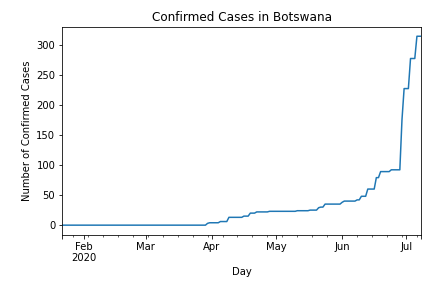 Confirmed Cases in Botswana
Number of Confirmed Cases
300
250
200
150
100
50
0
Feb Mar Apr May Jun Jul
2020
Day